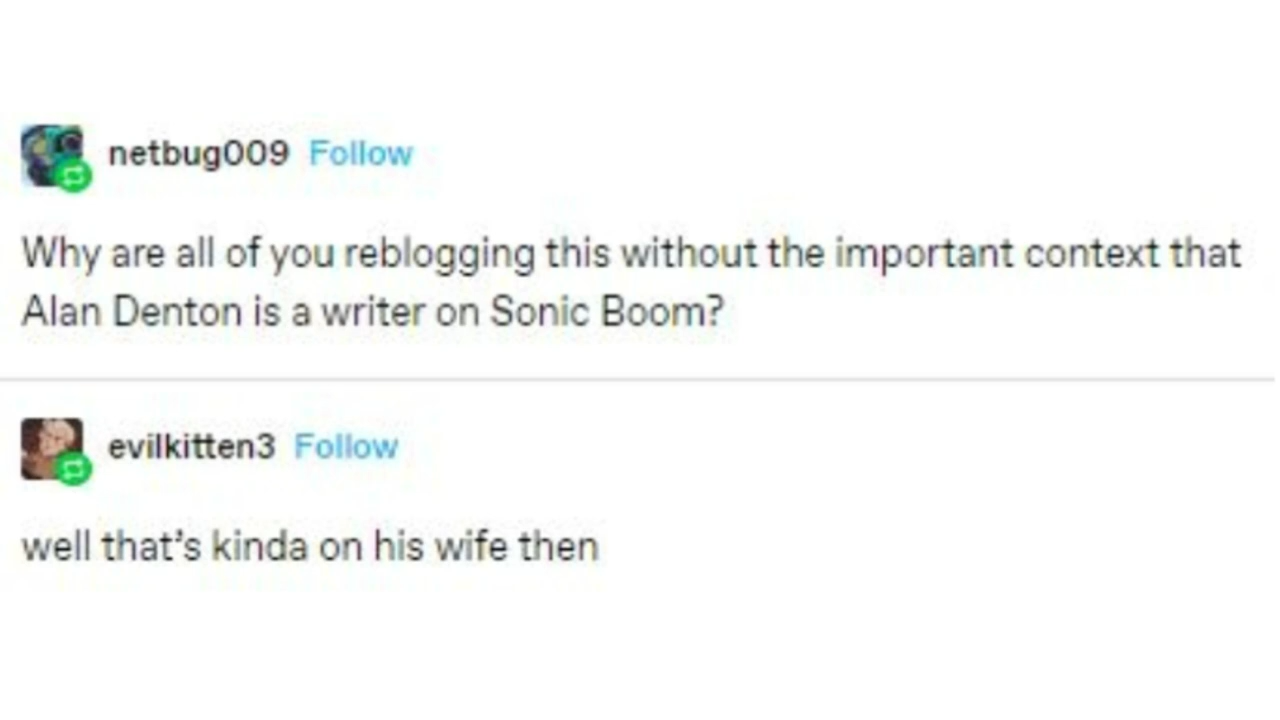 netbug009 Follow
Why are all of you reblogging this without the important context that
Alan Denton is a writer on Sonic Boom?
evilkitten3 Follow
well that’s kinda on his wife then